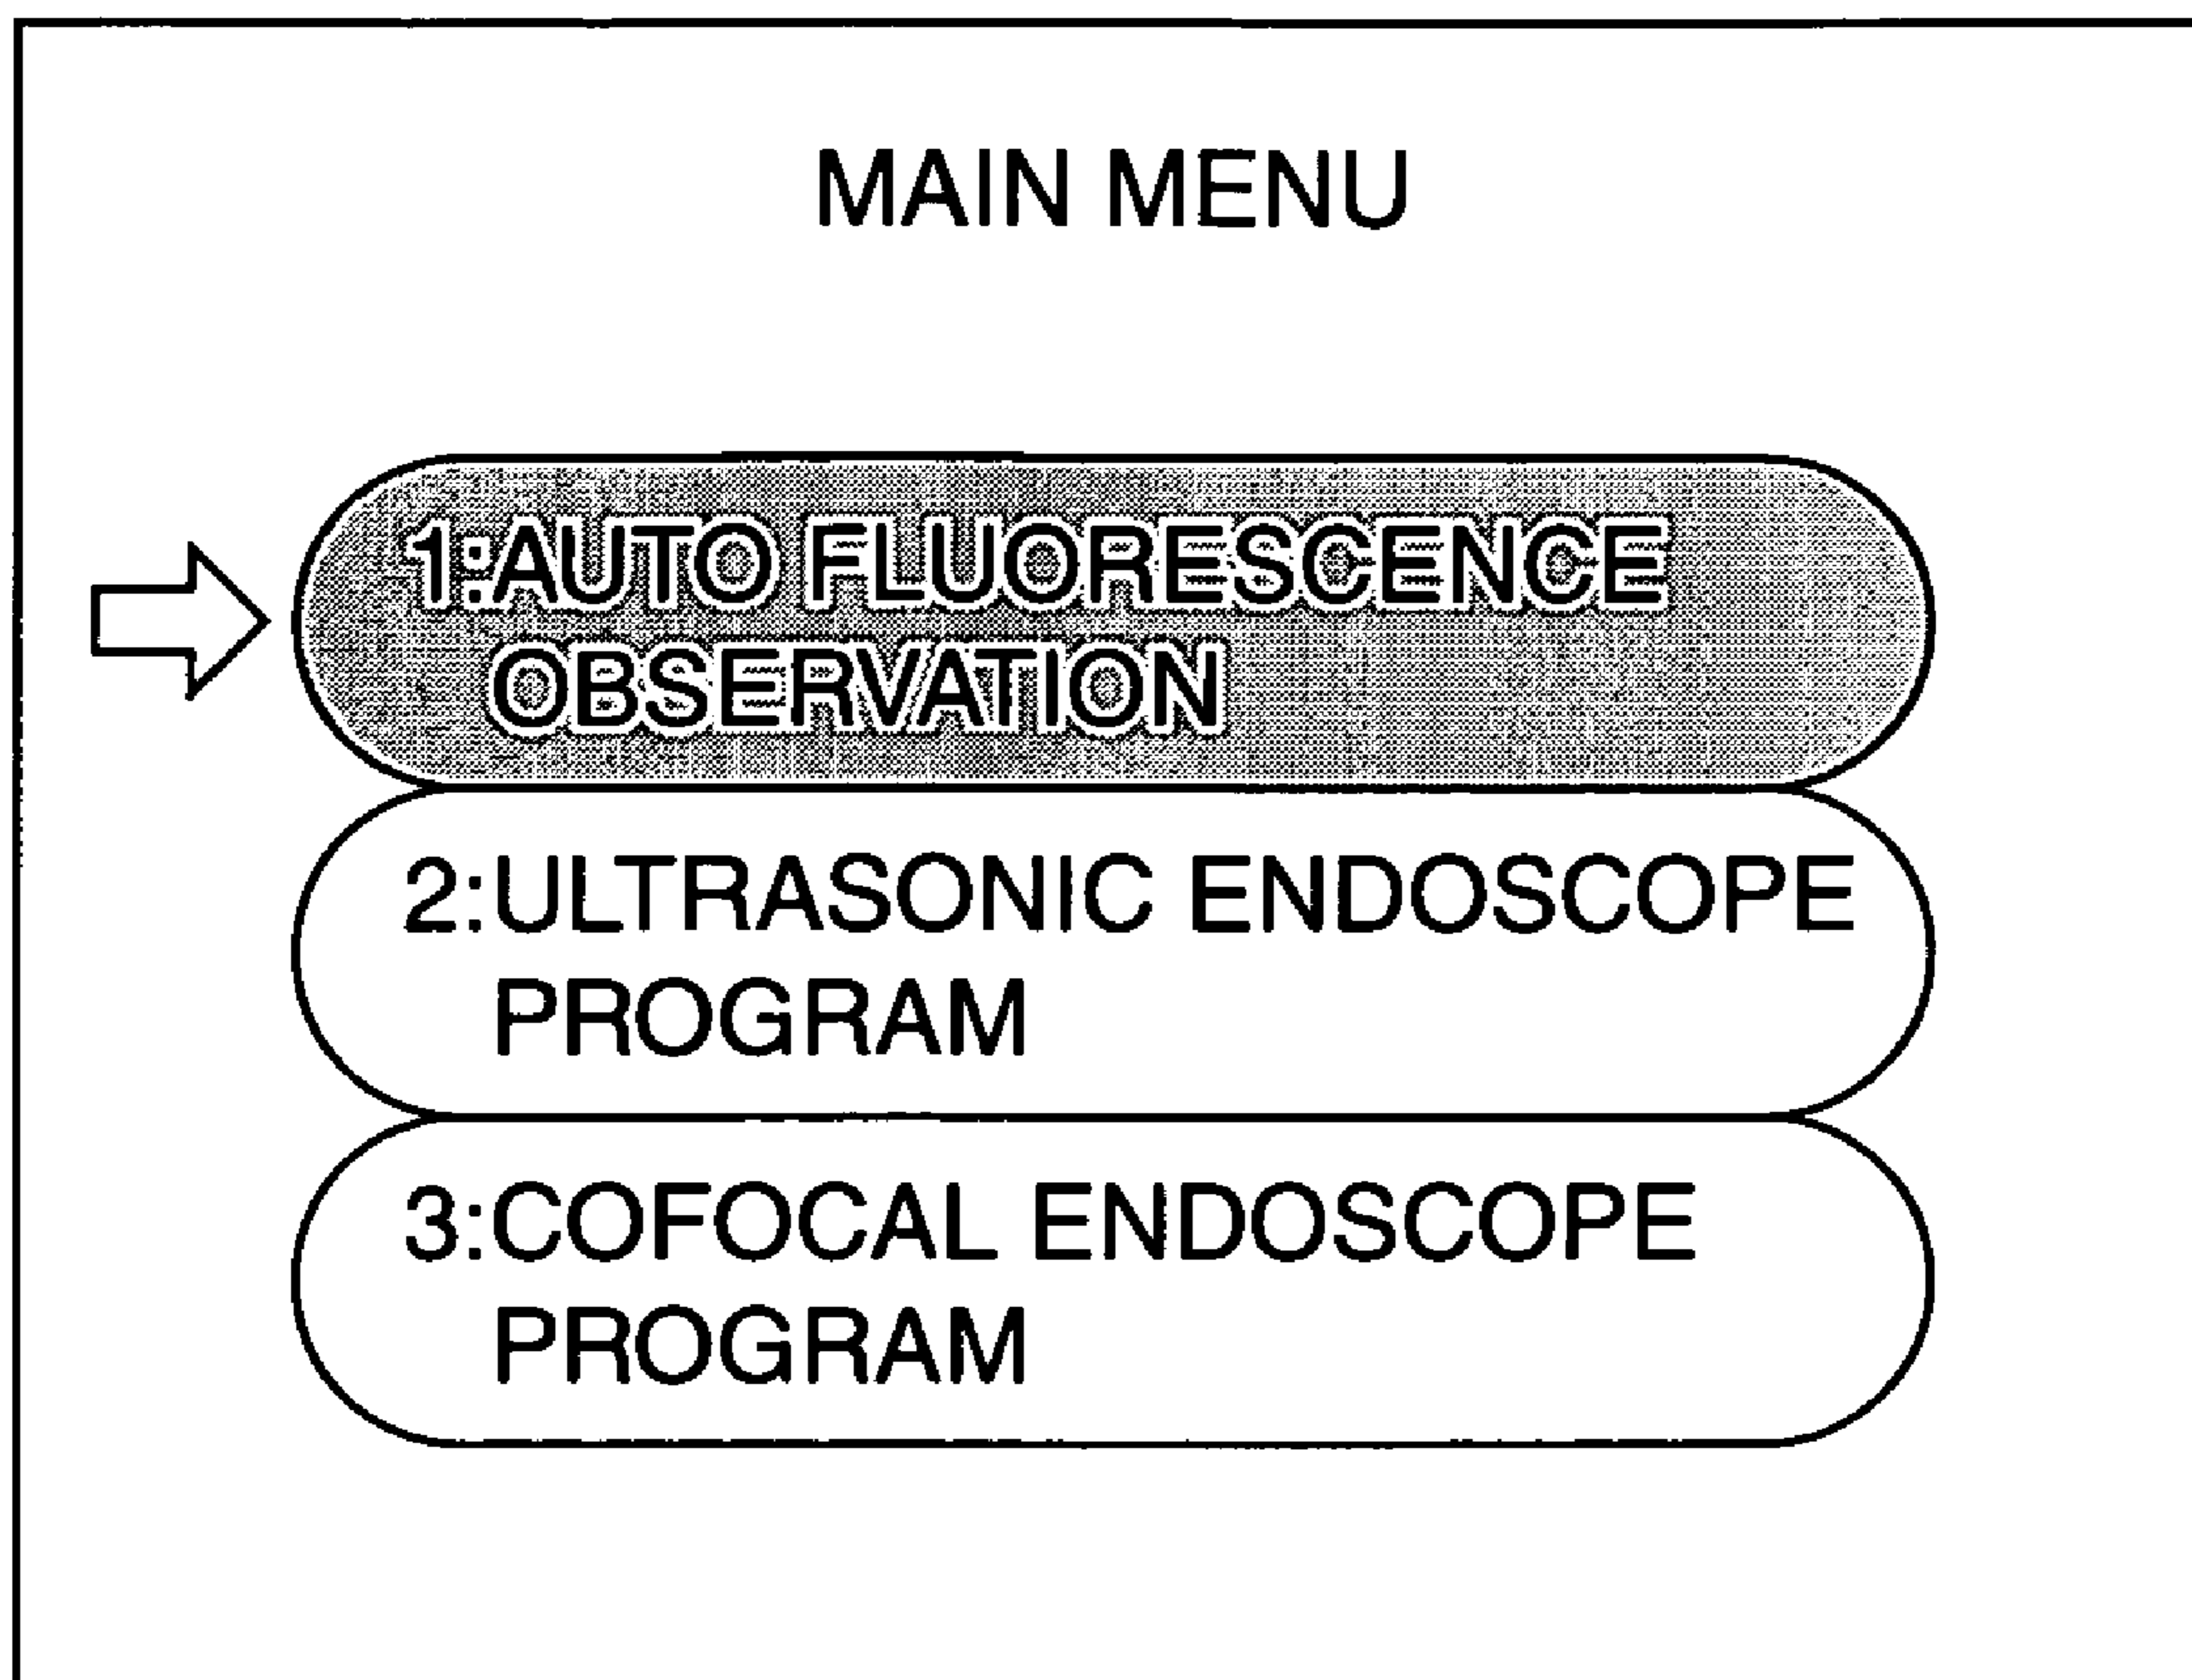 MAIN MENU
1:AUTO FLUORESCENCE
OBSERVATION
2:ULTRASONIC ENDOSCOPE
PROGRAM
3:COFOCAL ENDOSCOPE
PROGRAM